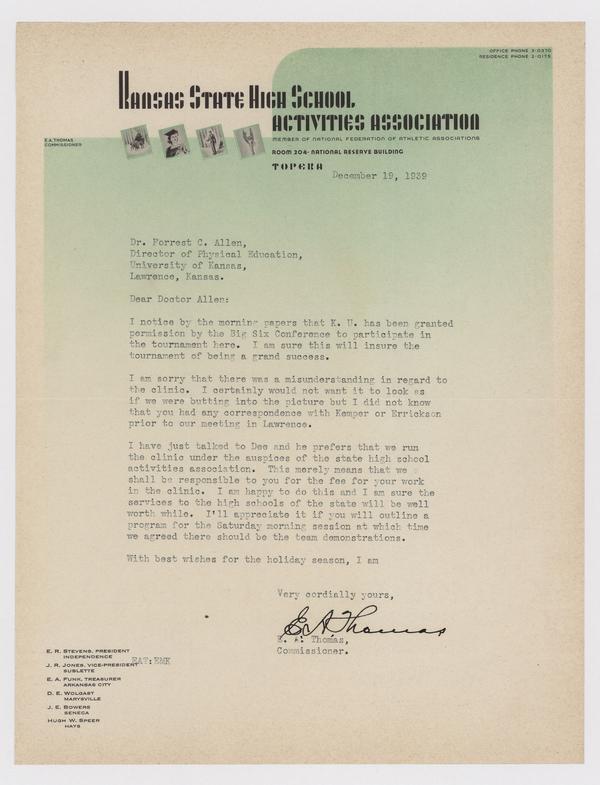 OFFICE PHONE 3-0370
RESIDENCE PHONE 2-0175
KANSAS STATE HIGH SCHOOL
ACTIVITIES ASSOCIATION
MEMBER OF NATIONAL FEDERATION OF ATHLETIC ASSOCIATIONS
E.A. THOMAS
COMMISSIONER
ROOM 204- NATIONAL RESERVE BUILDING
TOPEKA
December 19, 1939
Dr. Forrest C. Allen,
Director of Physical Education,
University of Kansas,
Lawrence, Kansas.
Dear Doctor Allen:
I notice by the morning papers that K. U. has been granted
permission by the Big Six Conference to participate in
the tournament here. I am sure this will insure the
tournament of being a grand success.
I am sorry that there was a misunderstanding in regard to
the clinic. I certainly would not want it to look as
if we were butting into the picture but I did not know
that you had any correspondence with Kemper or Errickson
prior to our meeting in Lawrence.
I have just talked to Dee and he prefers that we run
the clinic under the auspices of the state high school
activities association. This merely means that we
shall be responsible to you for the fee for your work
in the clinic. I am happy to do this and I am sure the
services to the high schools of the state will be well
worth while. I'll appreciate it if you will outline a
program for the Saturday morning session at which time
we agreed there should be the team demonstrations.
With best wishes for the holiday season, I am
Very cordially yours,
E. A. Thomas
E. A. Thomas,
Commissioner.
E. R. STEVENS, PRESIDENT
INDEPENDENCE
J. R. JONES, VICE-PRESIDENT
SUBLETTE
EAT:EMK
E. A. FUNK, TREASURER
ARKANSAS CITY
D. E. WOLGAST
MARYSVILLE
J. E. BOWERS
SENECA
HUGH W. SPEER
HAYS